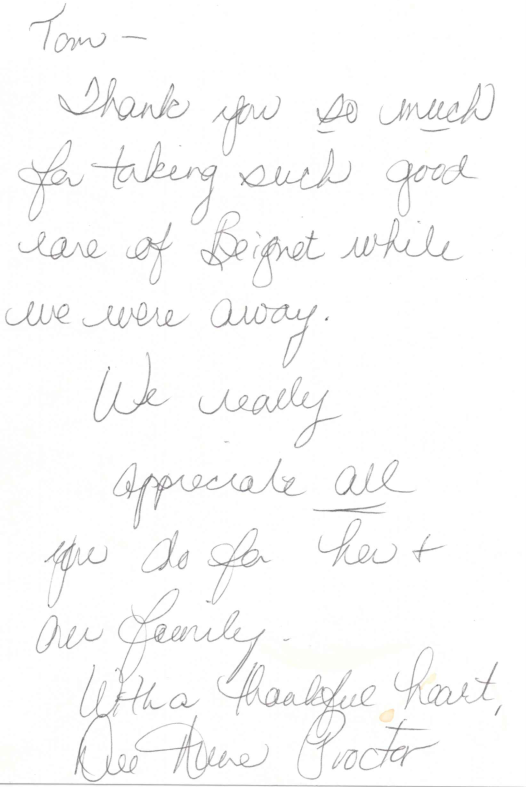 Tom —
Thank you so much
for taking such good
care of Beignet while
we were away.
We really
appreciate all
you do for her +
our family.
With a thankful heart,
Dee Proctor